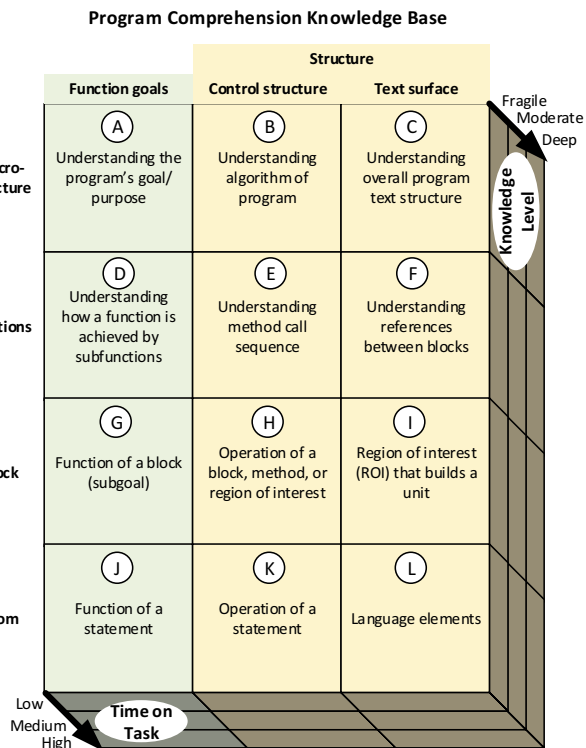 Program Comprehension Knowledge Base
Structure
Function goals
Control structure
Text surface
Fragile
Moderate
Deep
Knowledge
Level
A
Understanding the
program's goal/
purpose
B
Understanding
algorithm of
program
C
Understanding
overall program
text structure
D
Understanding
how a function is
achieved by
subfunctions
E
Understanding
method call
sequence
F
Understanding
references
between blocks
G
Function of a block
(subgoal)
H
Operation of a
block, method, or
region of interest
I
Region of interest
(ROI) that builds a
unit
J
Function of a
statement
K
Operation of a
statement
L
Language elements
Low
Medium
High
Time on
Task